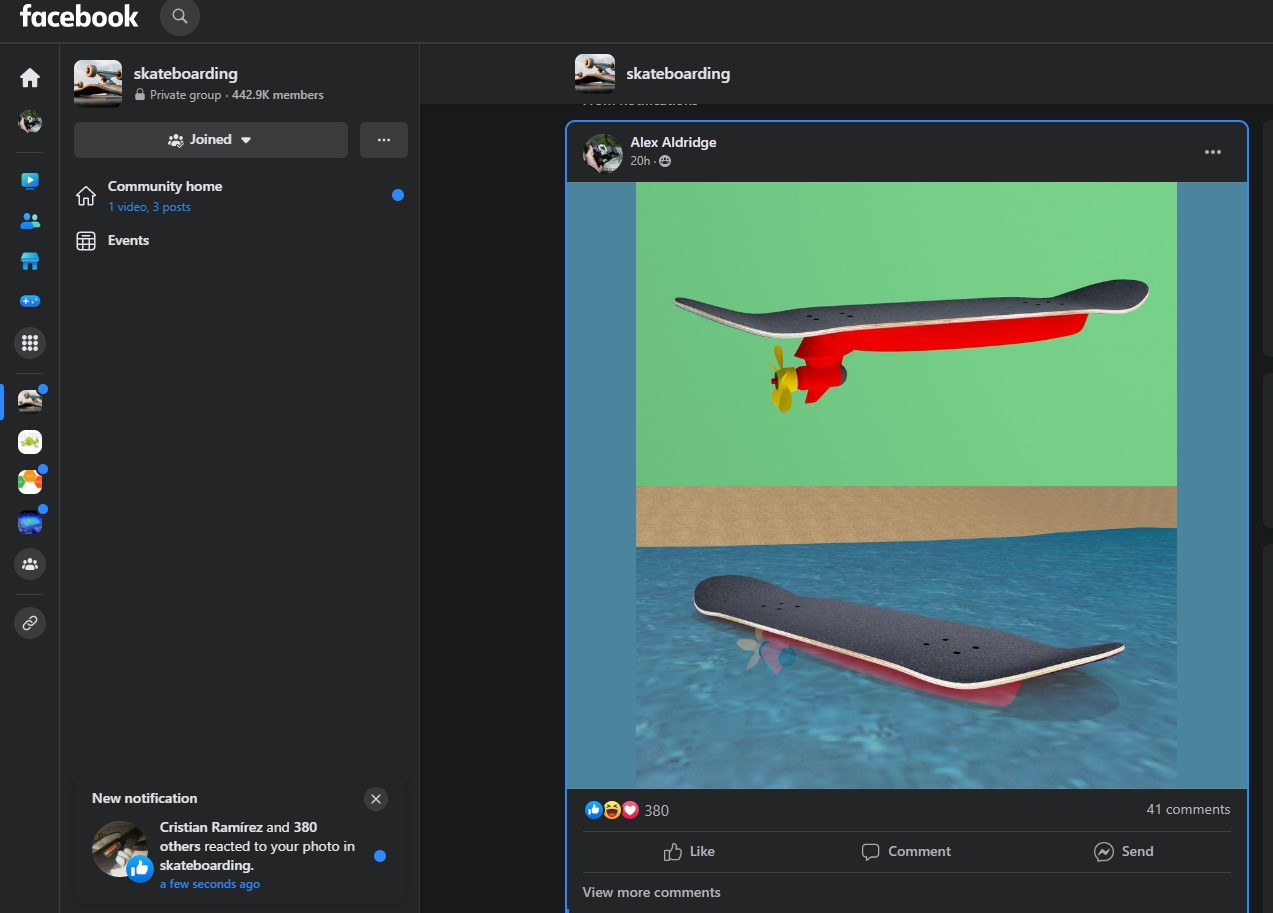 facebook
skateboarding
Private group · 442.9K members
Joined
Community home
1 video, 3 posts
Events
New notification
Cristian Ramírez and 380
others reacted to your photo in
skateboarding.
a few seconds ago
skateboarding
From notifications
Alex Aldridge
20h ·
380
41 comments
Like
Comment
Send
View more comments